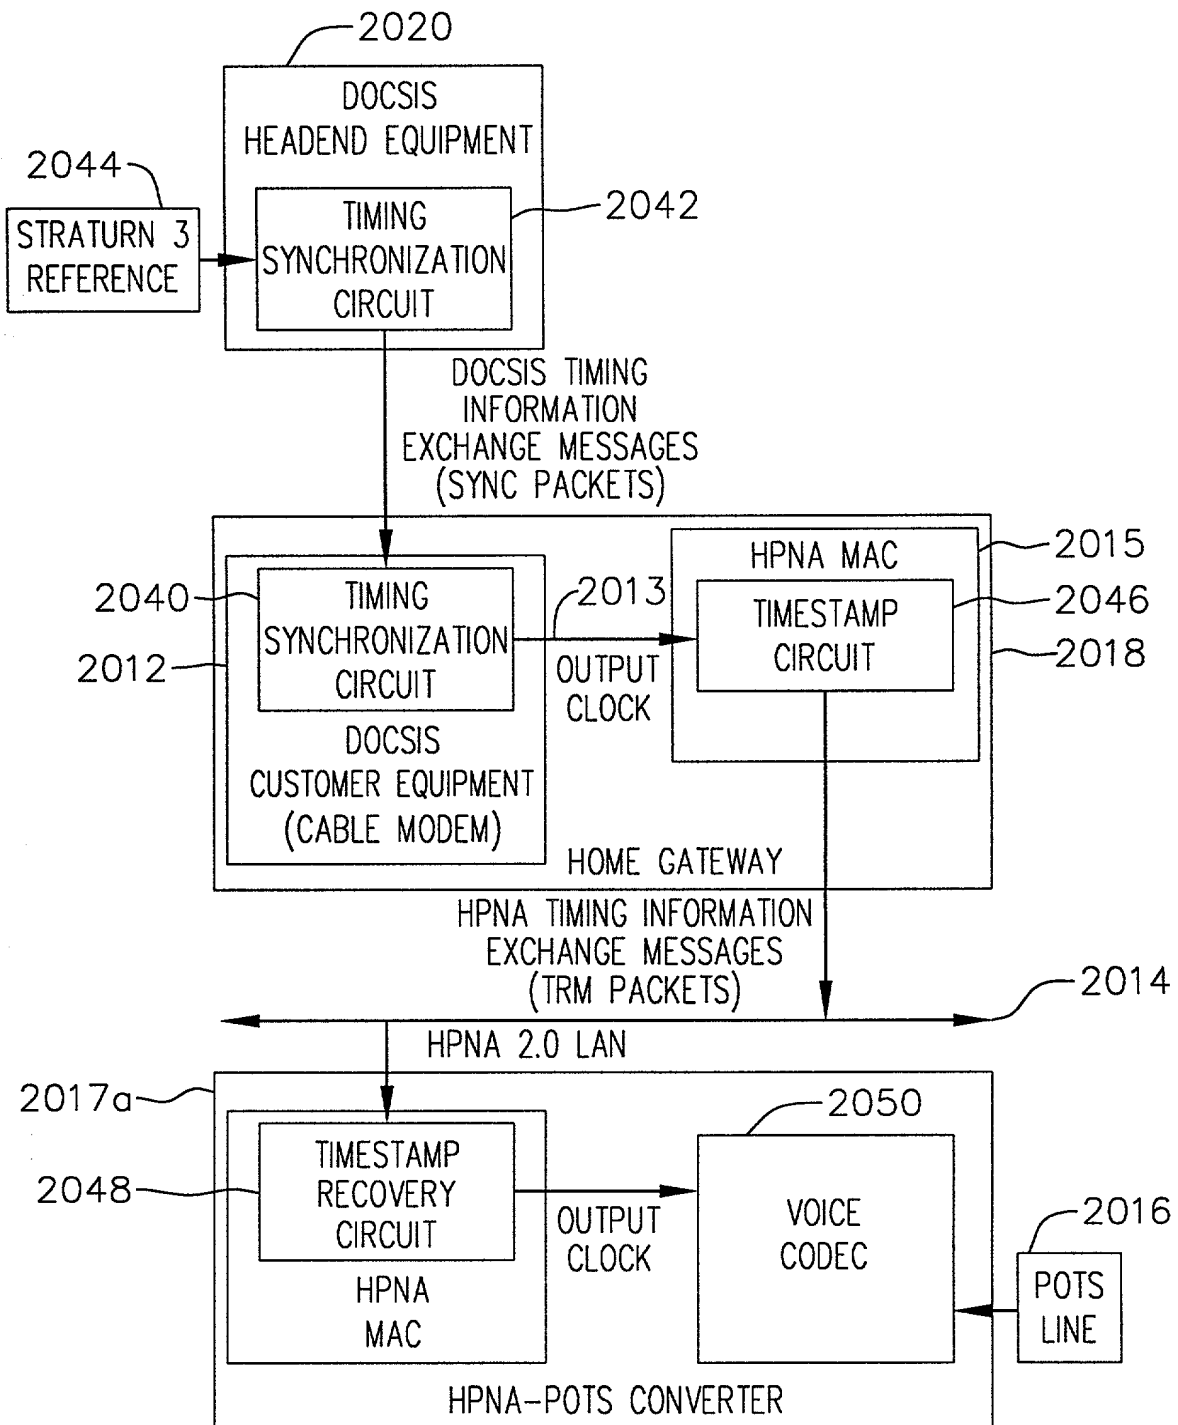 2020
DOCSIS
HEADEND EQUIPMENT
2044
STRATURN 3
REFERENCE
TIMING
SYNCHRONIZATION
CIRCUIT
2042
DOCSIS TIMING
INFORMATION
EXCHANGE MESSAGES
(SYNC PACKETS)
2040
2012
TIMING
SYNCHRONIZATION
CIRCUIT
DOCSIS
CUSTOMER EQUIPMENT
(CABLE MODEM)
2013
OUTPUT
CLOCK
HPNA MAC
TIMESTAMP
CIRCUIT
2015
2046
2018
HOME GATEWAY
HPNA TIMING INFORMATION
EXCHANGE MESSAGES
(TRM PACKETS)
2014
HPNA 2.0 LAN
2017a
2048
TIMESTAMP
RECOVERY
CIRCUIT
HPNA
MAC
OUTPUT
CLOCK
2050
VOICE
CODEC
2016
POTS
LINE
HPNA-POTS CONVERTER